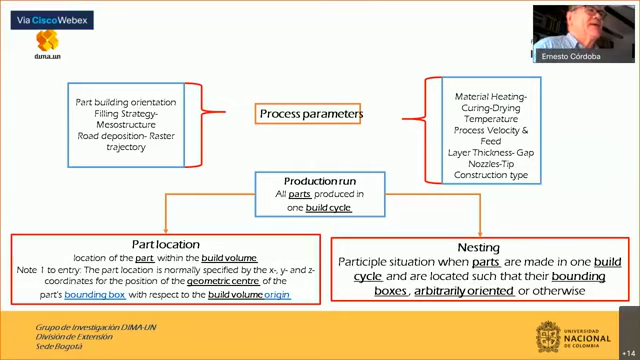 Via Cisco Webex
DIMA.UN
Ernesto Córdoba
Part building orientation
Filling Strategy-
Mesostructure
Road deposition- Raster
trajectory
Process parameters
Material Heating-
Curing-Drying
Temperature
Process Velocity &
Feed
Layer Thickness- Gap
Nozzles-Tip
Construction type
Production run
All parts produced in
one build cycle
Part location
location of the part within the build volume
Note 1 to entry: The part location is normally specified by the x-, y- and z-
coordinates for the position of the geometric centre of the
part's bounding box with respect to the build volume origin
Nesting
Participle situation when parts are made in one build
cycle and are located such that their bounding
boxes, arbitrarily oriented or otherwise
Grupo de Investigación DIMA-UN
División de Extensión
Sede Bogotá
UNIVERSIDAD
NACIONAL
DE COLOMBIA
+14